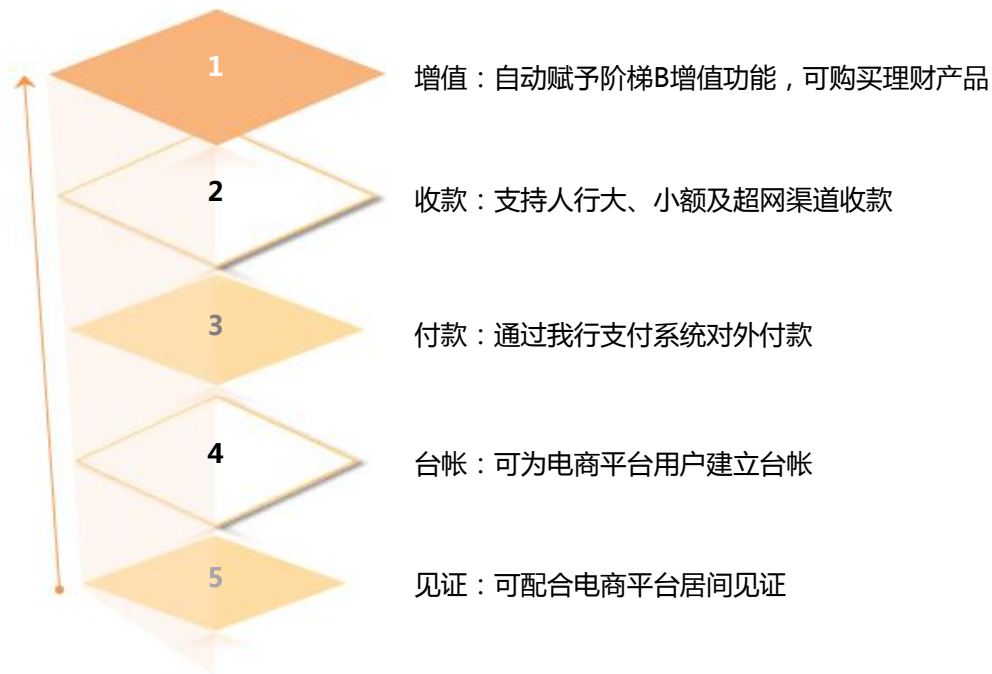 1
增值：自动赋予阶梯B增值功能，可购买理财产品
2
收款：支持人行大、小额及超网渠道收款
3
付款：通过我行支付系统对外付款
4
台帐：可为电商平台用户建立台帐
5
见证：可配合电商平台居间见证